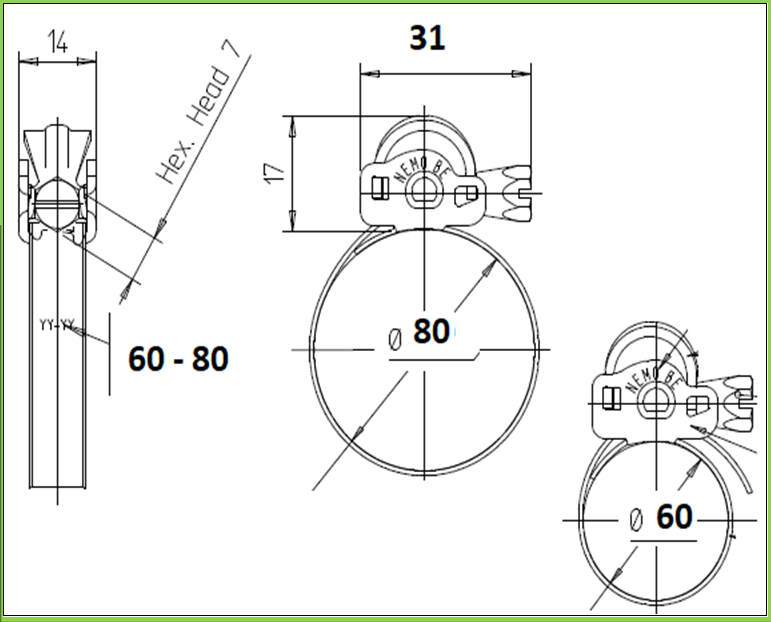 14
Hex. Head 7
YY-YY
60 - 80
31
17
NEMO BE
Ø 80
NEMO BE
Ø 60